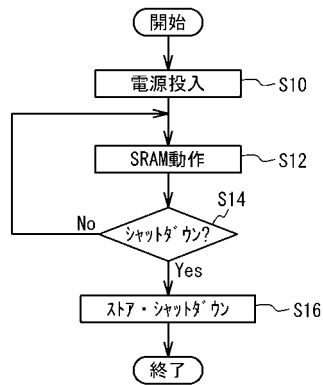 開始
電源投入
S10
SRAM動作
S12
ｼｬｯﾄﾀﾞｳﾝ?
S14
No
Yes
ｽﾄｱ・ｼｬｯﾄﾀﾞｳﾝ
S16
終了